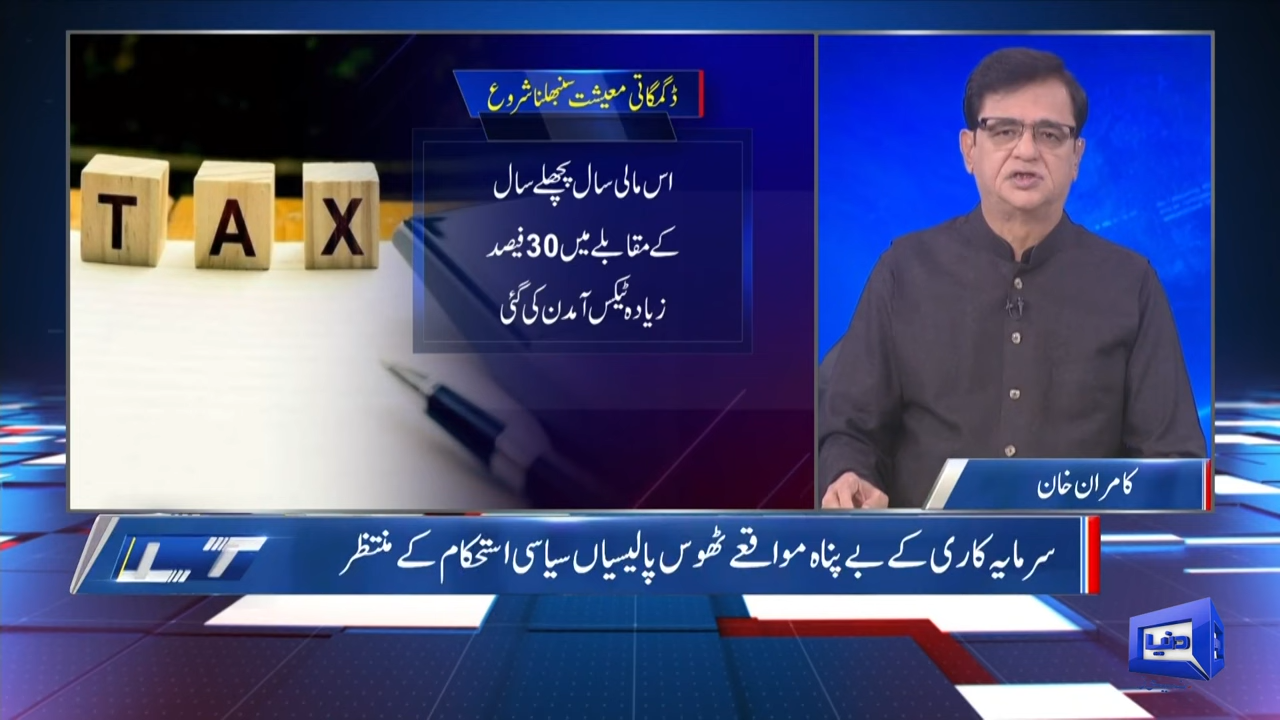 ڈگمگاتی معیشت سنبھلنا شروع
اس مالی سال پچھلے سال
کے مقابلے میں 30 فیصد
زیادہ ٹیکس آمدن کی گئی
TAX
کامران خان
سرمایہ کاری کے بے پناہ مواقعے ٹھوس پالیسیاں سیاسی استحکام کے منتظر
دنیا